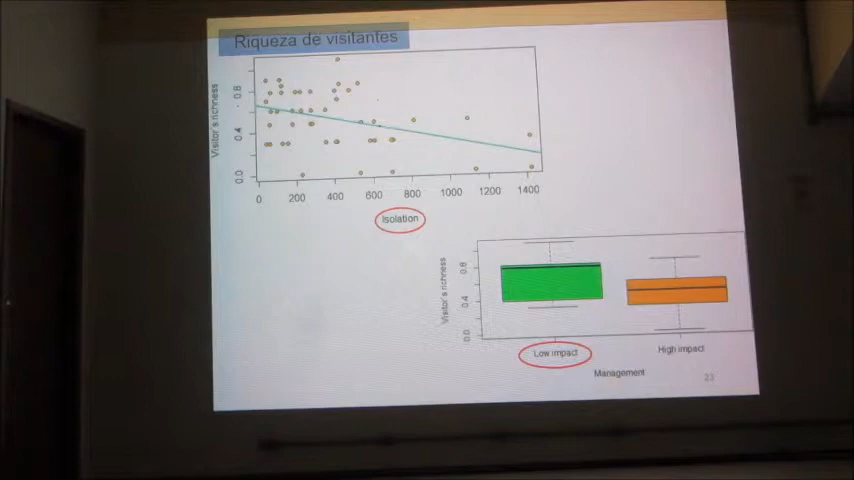 Riqueza de visitantes
Visitor's richness
0.8
0.4
0.0
0 200 400 600 800 1000 1200 1400
Isolation
Visitor's richness
0.8
0.4
0.0
Low impact High impact
Management
23